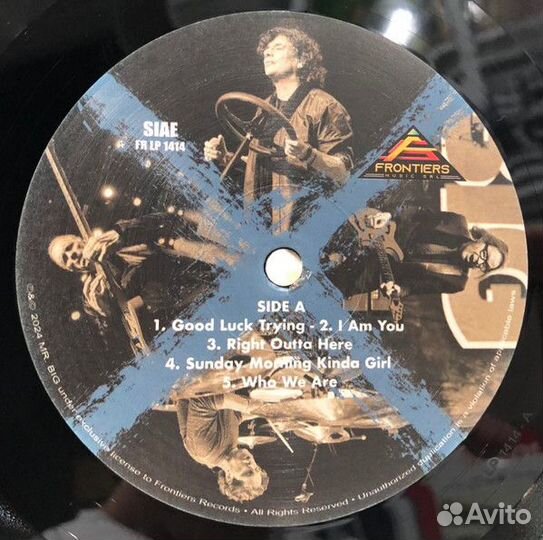 SIAE
FR LP 1414
FRONTIERS
MUSIC SRL
SIDE A
1. Good Luck Trying - 2. I Am You
3. Right Outta Here
4. Sunday Morning Kinda Girl
5. Who We Are
℗&© 2024 MR. BIG under exclusive license to Frontiers Records • All Rights Reserved • Unauthorized duplication is a violation of applicable laws
Avito